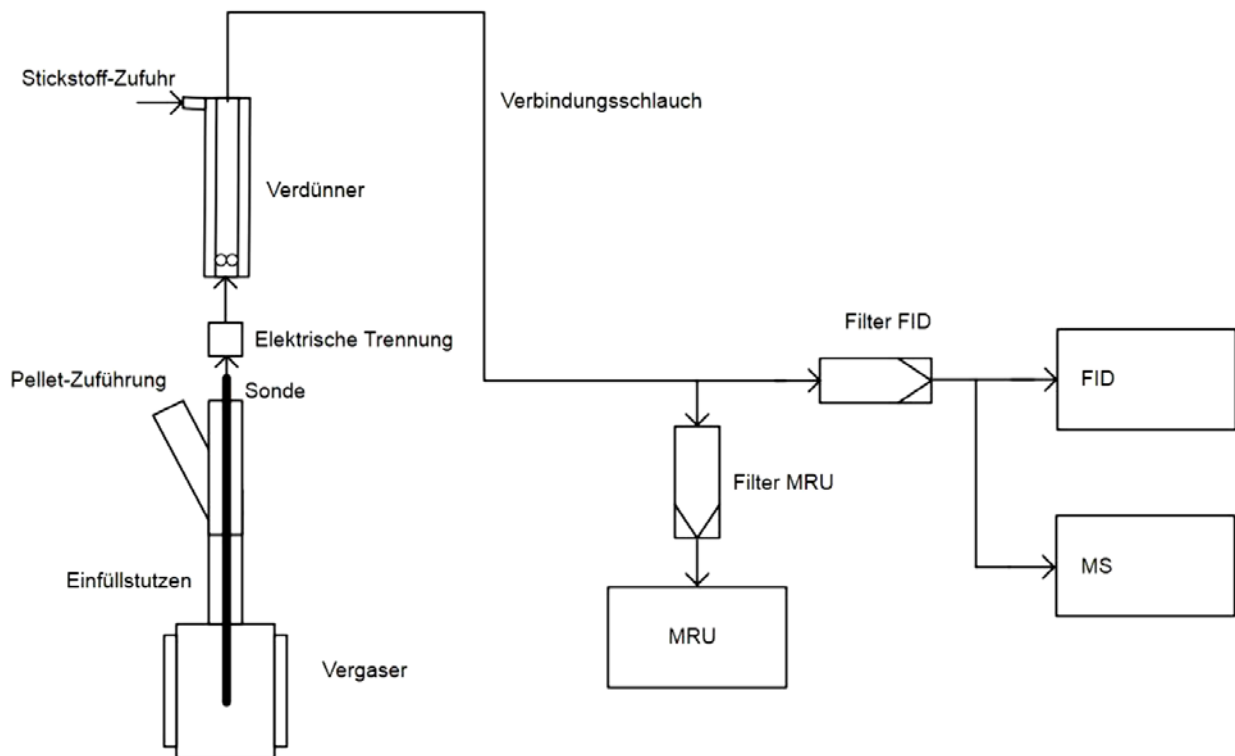 Stickstoff-Zufuhr
Verbindungsschlauch
Verdünner
Elektrische Trennung
Filter FID
Pellet-Zuführung
Sonde
FID
Filter MRU
Einfüllstutzen
MS
MRU
Vergaser